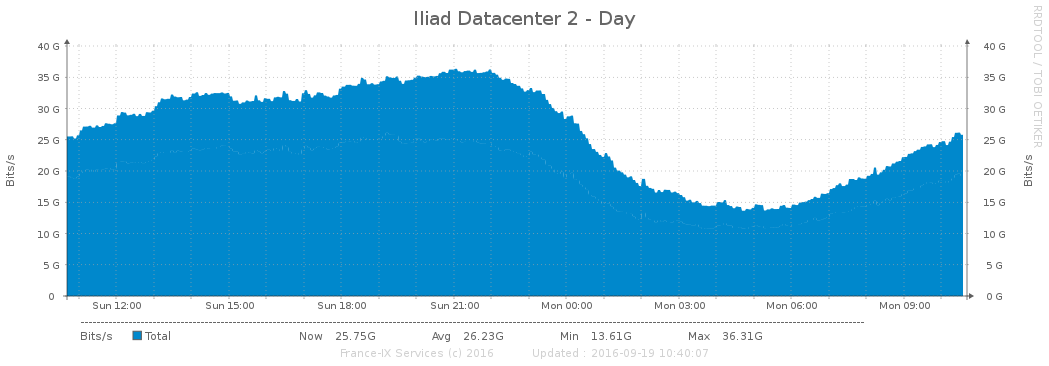 Iliad Datacenter 2 - Day
RRDTOOL / TOBI OETIKER
Bits/s
40 G 40 G
35 G 35 G
30 G 30 G
25 G 25 G
20 G 20 G
15 G 15 G
10 G 10 G
5 G 5 G
0 0 G
Bits/s
Sun 12:00 Sun 15:00 Sun 18:00 Sun 21:00 Mon 00:00 Mon 03:00 Mon 06:00 Mon 09:00
Bits/s Total Now 25.75G Avg 26.23G Min 13.61G Max 36.31G
France-IX Services (c) 2016 Updated : 2016-09-19 10:40:07